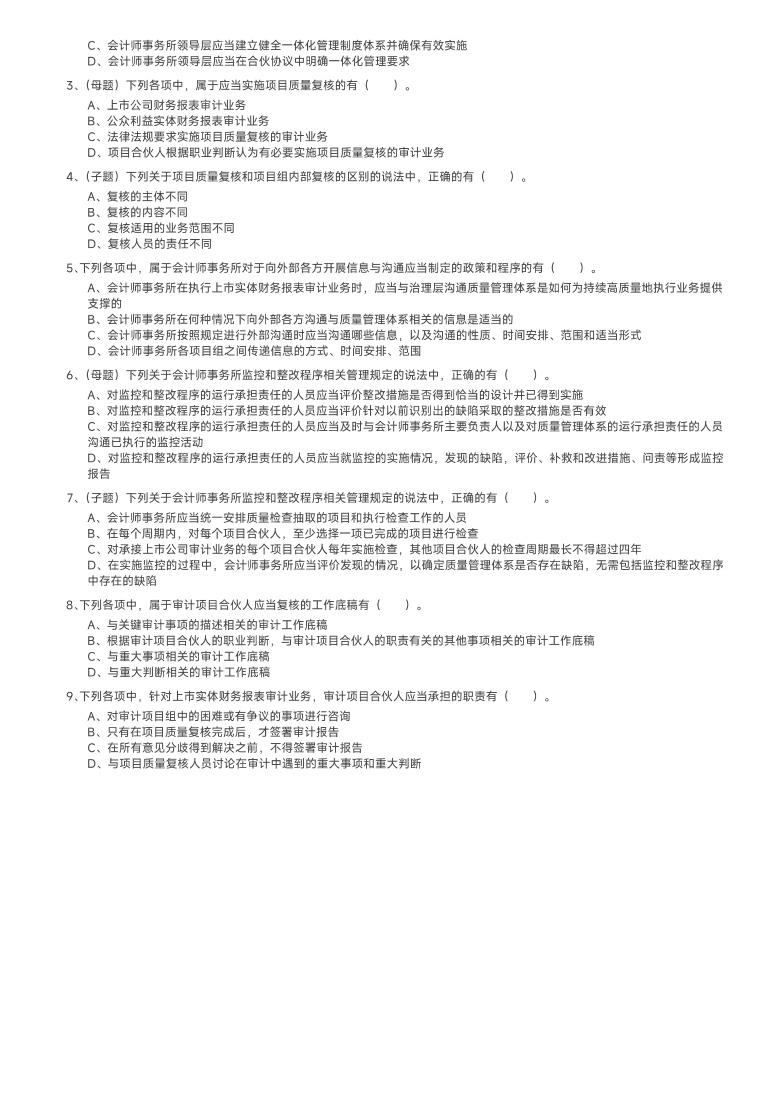 C、会计师事务所领导层应当建立健全一体化管理制度体系并确保有效实施
D、会计师事务所领导层应当在合伙协议中明确一体化管理要求
3、（母题）下列各项中，属于应当实施项目质量复核的有（　　）。
A、上市公司财务报表审计业务
B、公众利益实体财务报表审计业务
C、法律法规要求实施项目质量复核的审计业务
D、项目合伙人根据职业判断认为有必要实施项目质量复核的审计业务
4、（子题）下列关于项目质量复核和项目组内部复核的区别的说法中，正确的有（　　）。
A、复核的主体不同
B、复核的内容不同
C、复核适用的业务范围不同
D、复核人员的责任不同
5、下列各项中，属于会计师事务所对于向外部各方开展信息与沟通应当制定的政策和程序的有（　　）。
A、会计师事务所在执行上市实体财务报表审计业务时，应当与治理层沟通质量管理体系是如何为持续高质量地执行业务提供
支撑的
B、会计师事务所在何种情况下向外部各方沟通与质量管理体系相关的信息是适当的
C、会计师事务所按照规定进行外部沟通时应当沟通哪些信息，以及沟通的性质、时间安排、范围和适当形式
D、会计师事务所各项目组之间传递信息的方式、时间安排、范围
6、（母题）下列关于会计师事务所监控和整改程序相关管理规定的说法中，正确的有（　　）。
A、对监控和整改程序的运行承担责任的人员应当评价整改措施是否得到恰当的设计并已得到实施
B、对监控和整改程序的运行承担责任的人员应当评价针对以前识别出的缺陷采取的整改措施是否有效
C、对监控和整改程序的运行承担责任的人员应当及时与会计师事务所主要负责人以及对质量管理体系的运行承担责任的人员
沟通已执行的监控活动
D、对监控和整改程序的运行承担责任的人员应当就监控的实施情况，发现的缺陷，评价、补救和改进措施、问责等形成监控
报告
7、（子题）下列关于会计师事务所监控和整改程序相关管理规定的说法中，正确的有（　　）。
A、会计师事务所应当统一安排质量检查抽取的项目和执行检查工作的人员
B、在每个周期内，对每个项目合伙人，至少选择一项已完成的项目进行检查
C、对承接上市公司审计业务的每个项目合伙人每年实施检查，其他项目合伙人的检查周期最长不得超过四年
D、在实施监控的过程中，会计师事务所应当评价发现的情况，以确定质量管理体系是否存在缺陷，无需包括监控和整改程序
中存在的缺陷
8、下列各项中，属于审计项目合伙人应当复核的工作底稿有（　　）。
A、与关键审计事项的描述相关的审计工作底稿
B、根据审计项目合伙人的职业判断，与审计项目合伙人的职责有关的其他事项相关的审计工作底稿
C、与重大事项相关的审计工作底稿
D、与重大判断相关的审计工作底稿
9、下列各项中，针对上市实体财务报表审计业务，审计项目合伙人应当承担的职责有（　　）。
A、对审计项目组中的困难或有争议的事项进行咨询
B、只有在项目质量复核完成后，才签署审计报告
C、在所有意见分歧得到解决之前，不得签署审计报告
D、与项目质量复核人员讨论在审计中遇到的重大事项和重大判断